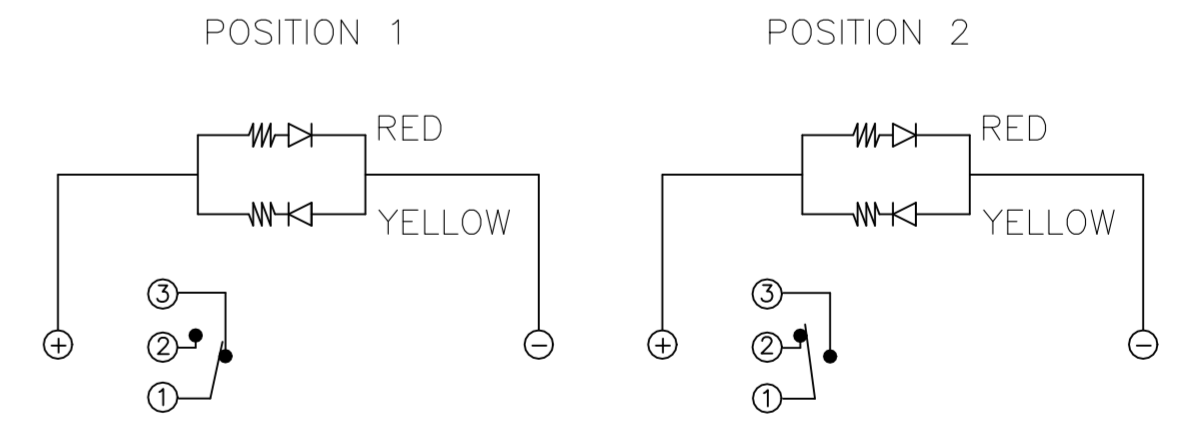 POSITION 1
RED
YELLOW
3
2
1
+
−
POSITION 2
RED
YELLOW
3
2
1
+
−